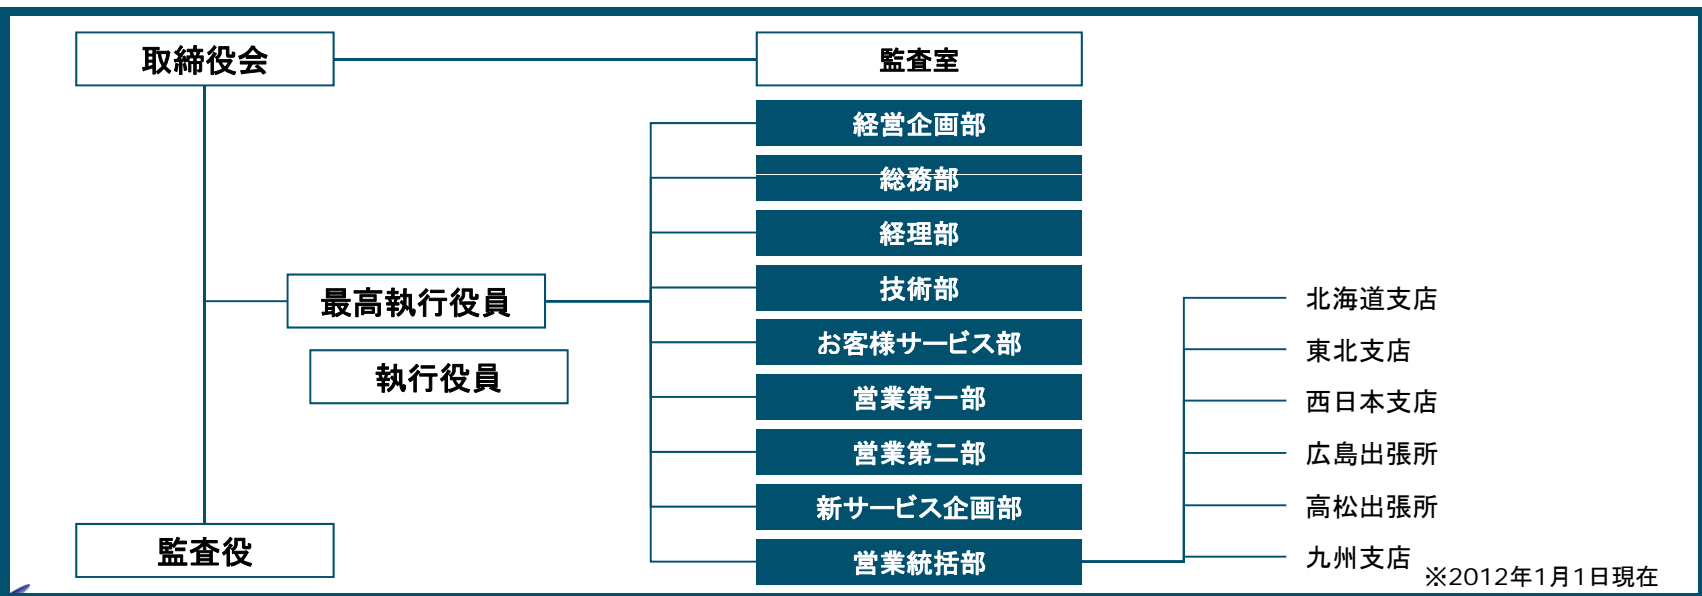 取締役会
監査室
経営企画部
総務部
経理部
技術部
最高執行役員
お客様サービス部
執行役員
営業第一部
営業第二部
新サービス企画部
監査役
営業統括部
北海道支店
東北支店
西日本支店
広島出張所
高松出張所
九州支店
※2012年1月1日現在